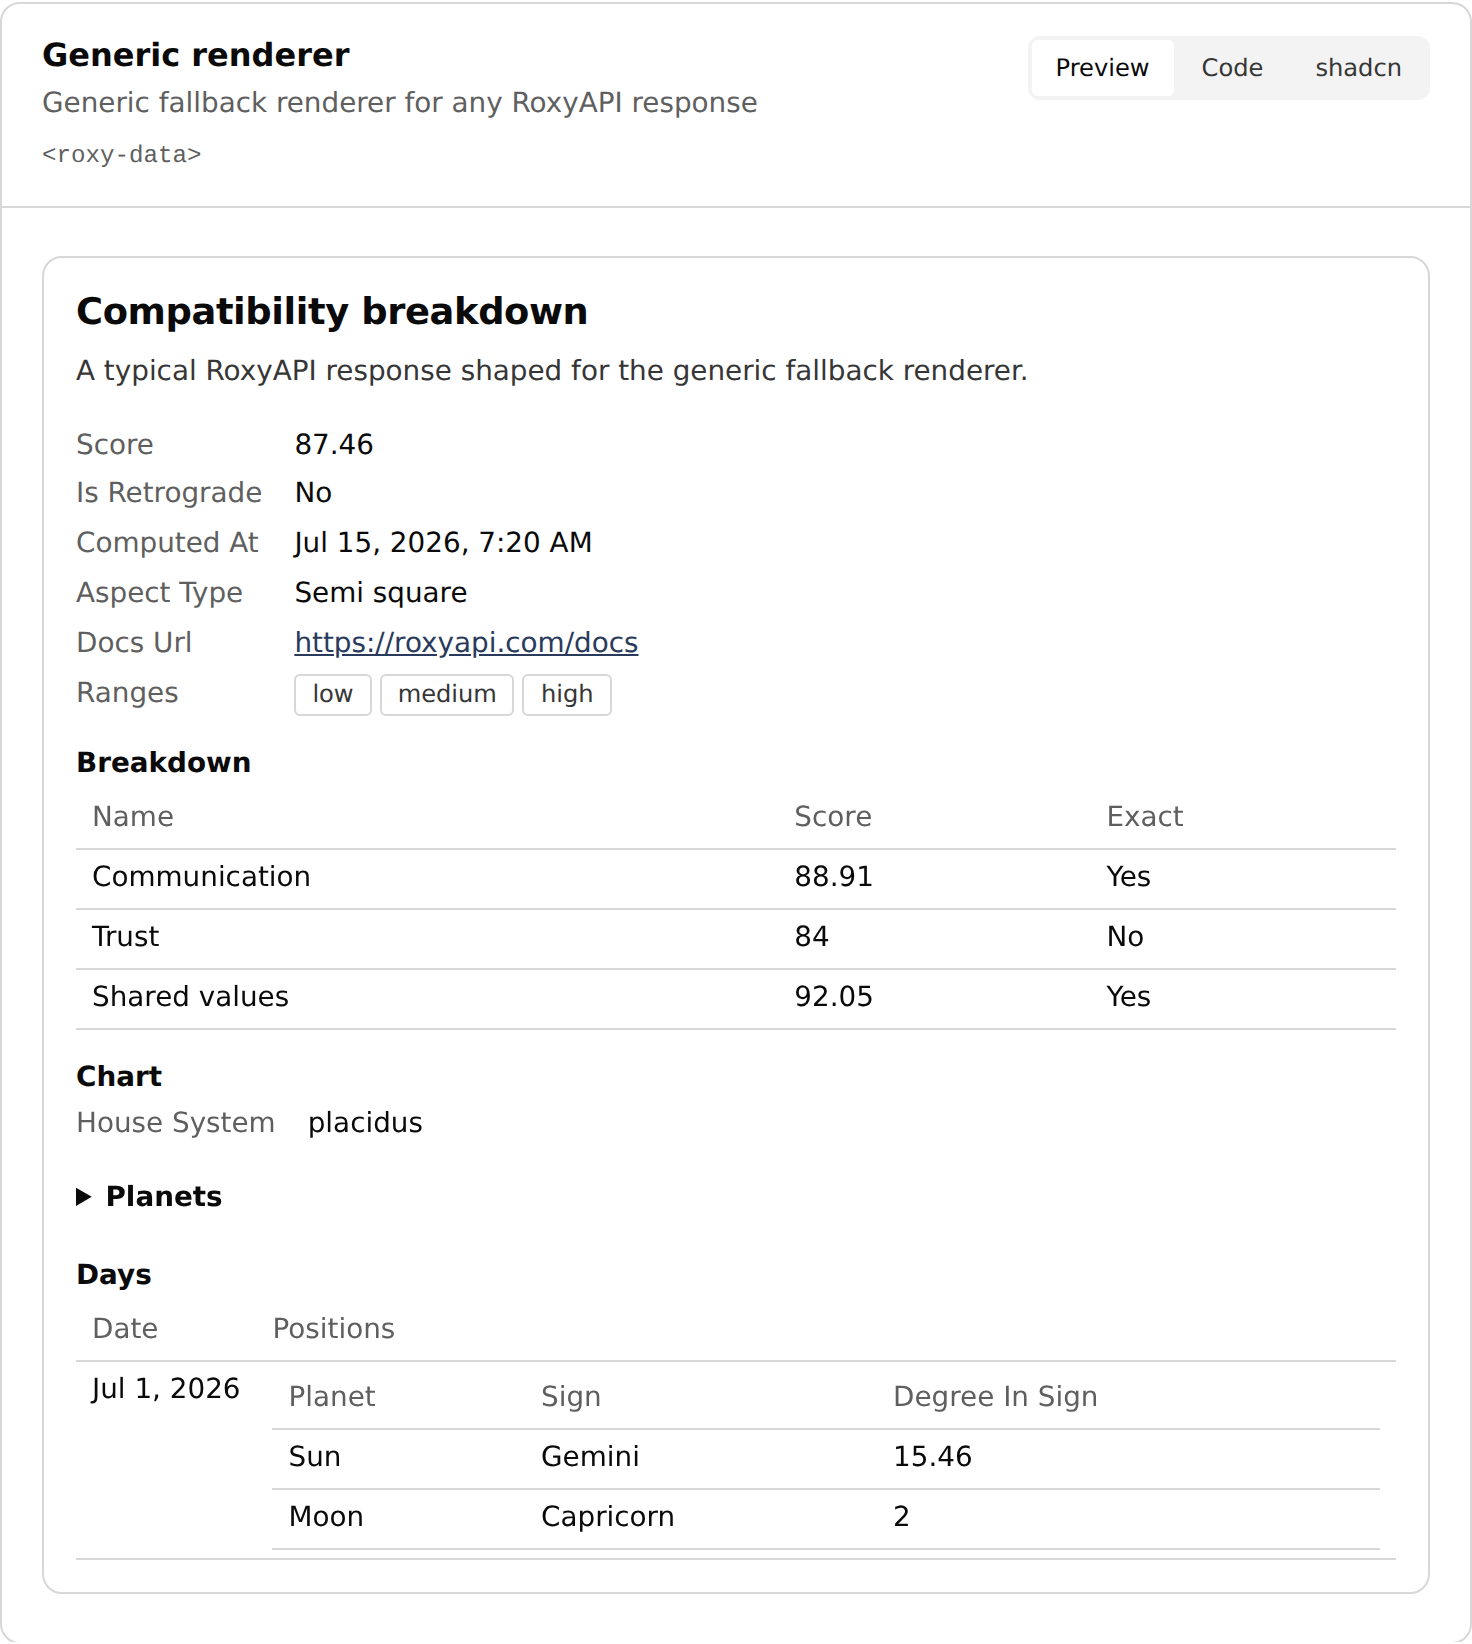 Generic renderer
Preview Code shadcn
Generic fallback renderer for any RoxyAPI response
<roxy-data>
Compatibility breakdown
A typical RoxyAPI response shaped for the generic fallback renderer.
Score 87.46
Is Retrograde No
Computed At Jul 15, 2026, 7:20 AM
Aspect Type Semi square
Docs Url https://roxyapi.com/docs
Ranges low medium high
Breakdown
Name Score Exact
Communication 88.91 Yes
Trust 84 No
Shared values 92.05 Yes
Chart
House System placidus
Planets
Days
Date Positions
Jul 1, 2026 Planet Sign Degree In Sign
Sun Gemini 15.46
Moon Capricorn 2